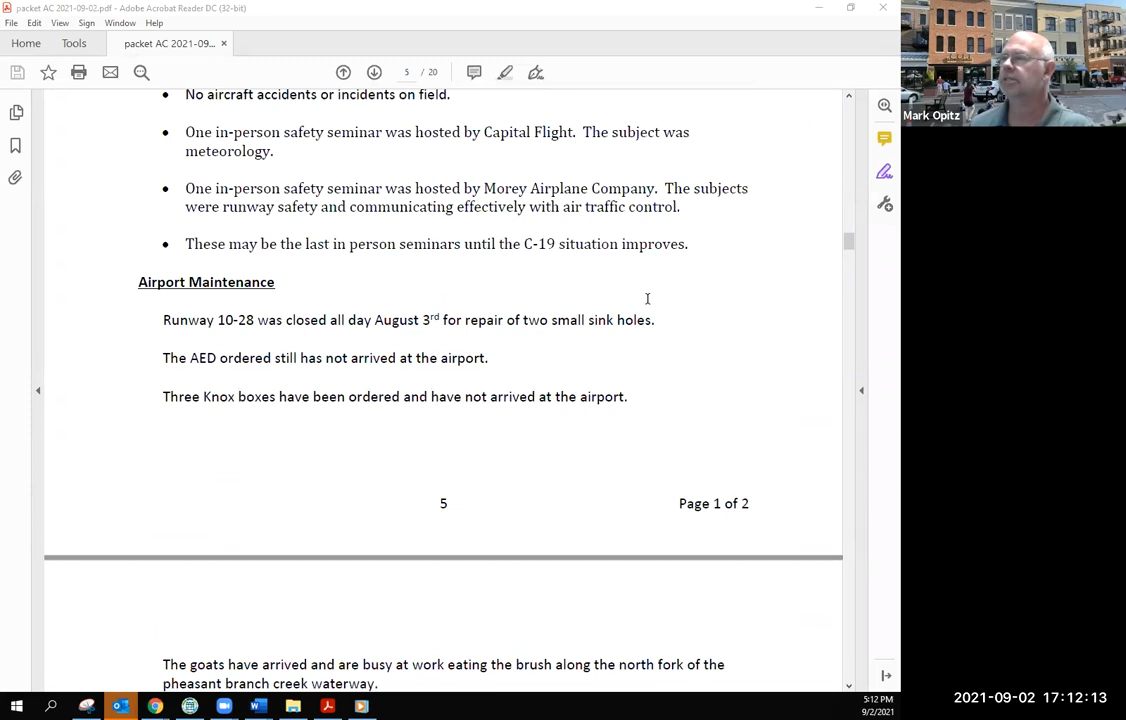 packet AC 2021-09-02.pdf - Adobe Acrobat Reader DC (32-bit)
File Edit View Sign Window Help
Home Tools packet AC 2021-09... ×
5 / 20
• No aircraft accidents or incidents on field.
• One in-person safety seminar was hosted by Capital Flight. The subject was
meteorology.
• One in-person safety seminar was hosted by Morey Airplane Company. The subjects
were runway safety and communicating effectively with air traffic control.
• These may be the last in person seminars until the C-19 situation improves.
Airport Maintenance
Runway 10-28 was closed all day August 3rd for repair of two small sink holes.
The AED ordered still has not arrived at the airport.
Three Knox boxes have been ordered and have not arrived at the airport.
5 Page 1 of 2
The goats have arrived and are busy at work eating the brush along the north fork of the
pheasant branch creek waterway.
Mark Opitz
5:12 PM
9/2/2021
2021-09-02 17:12:13